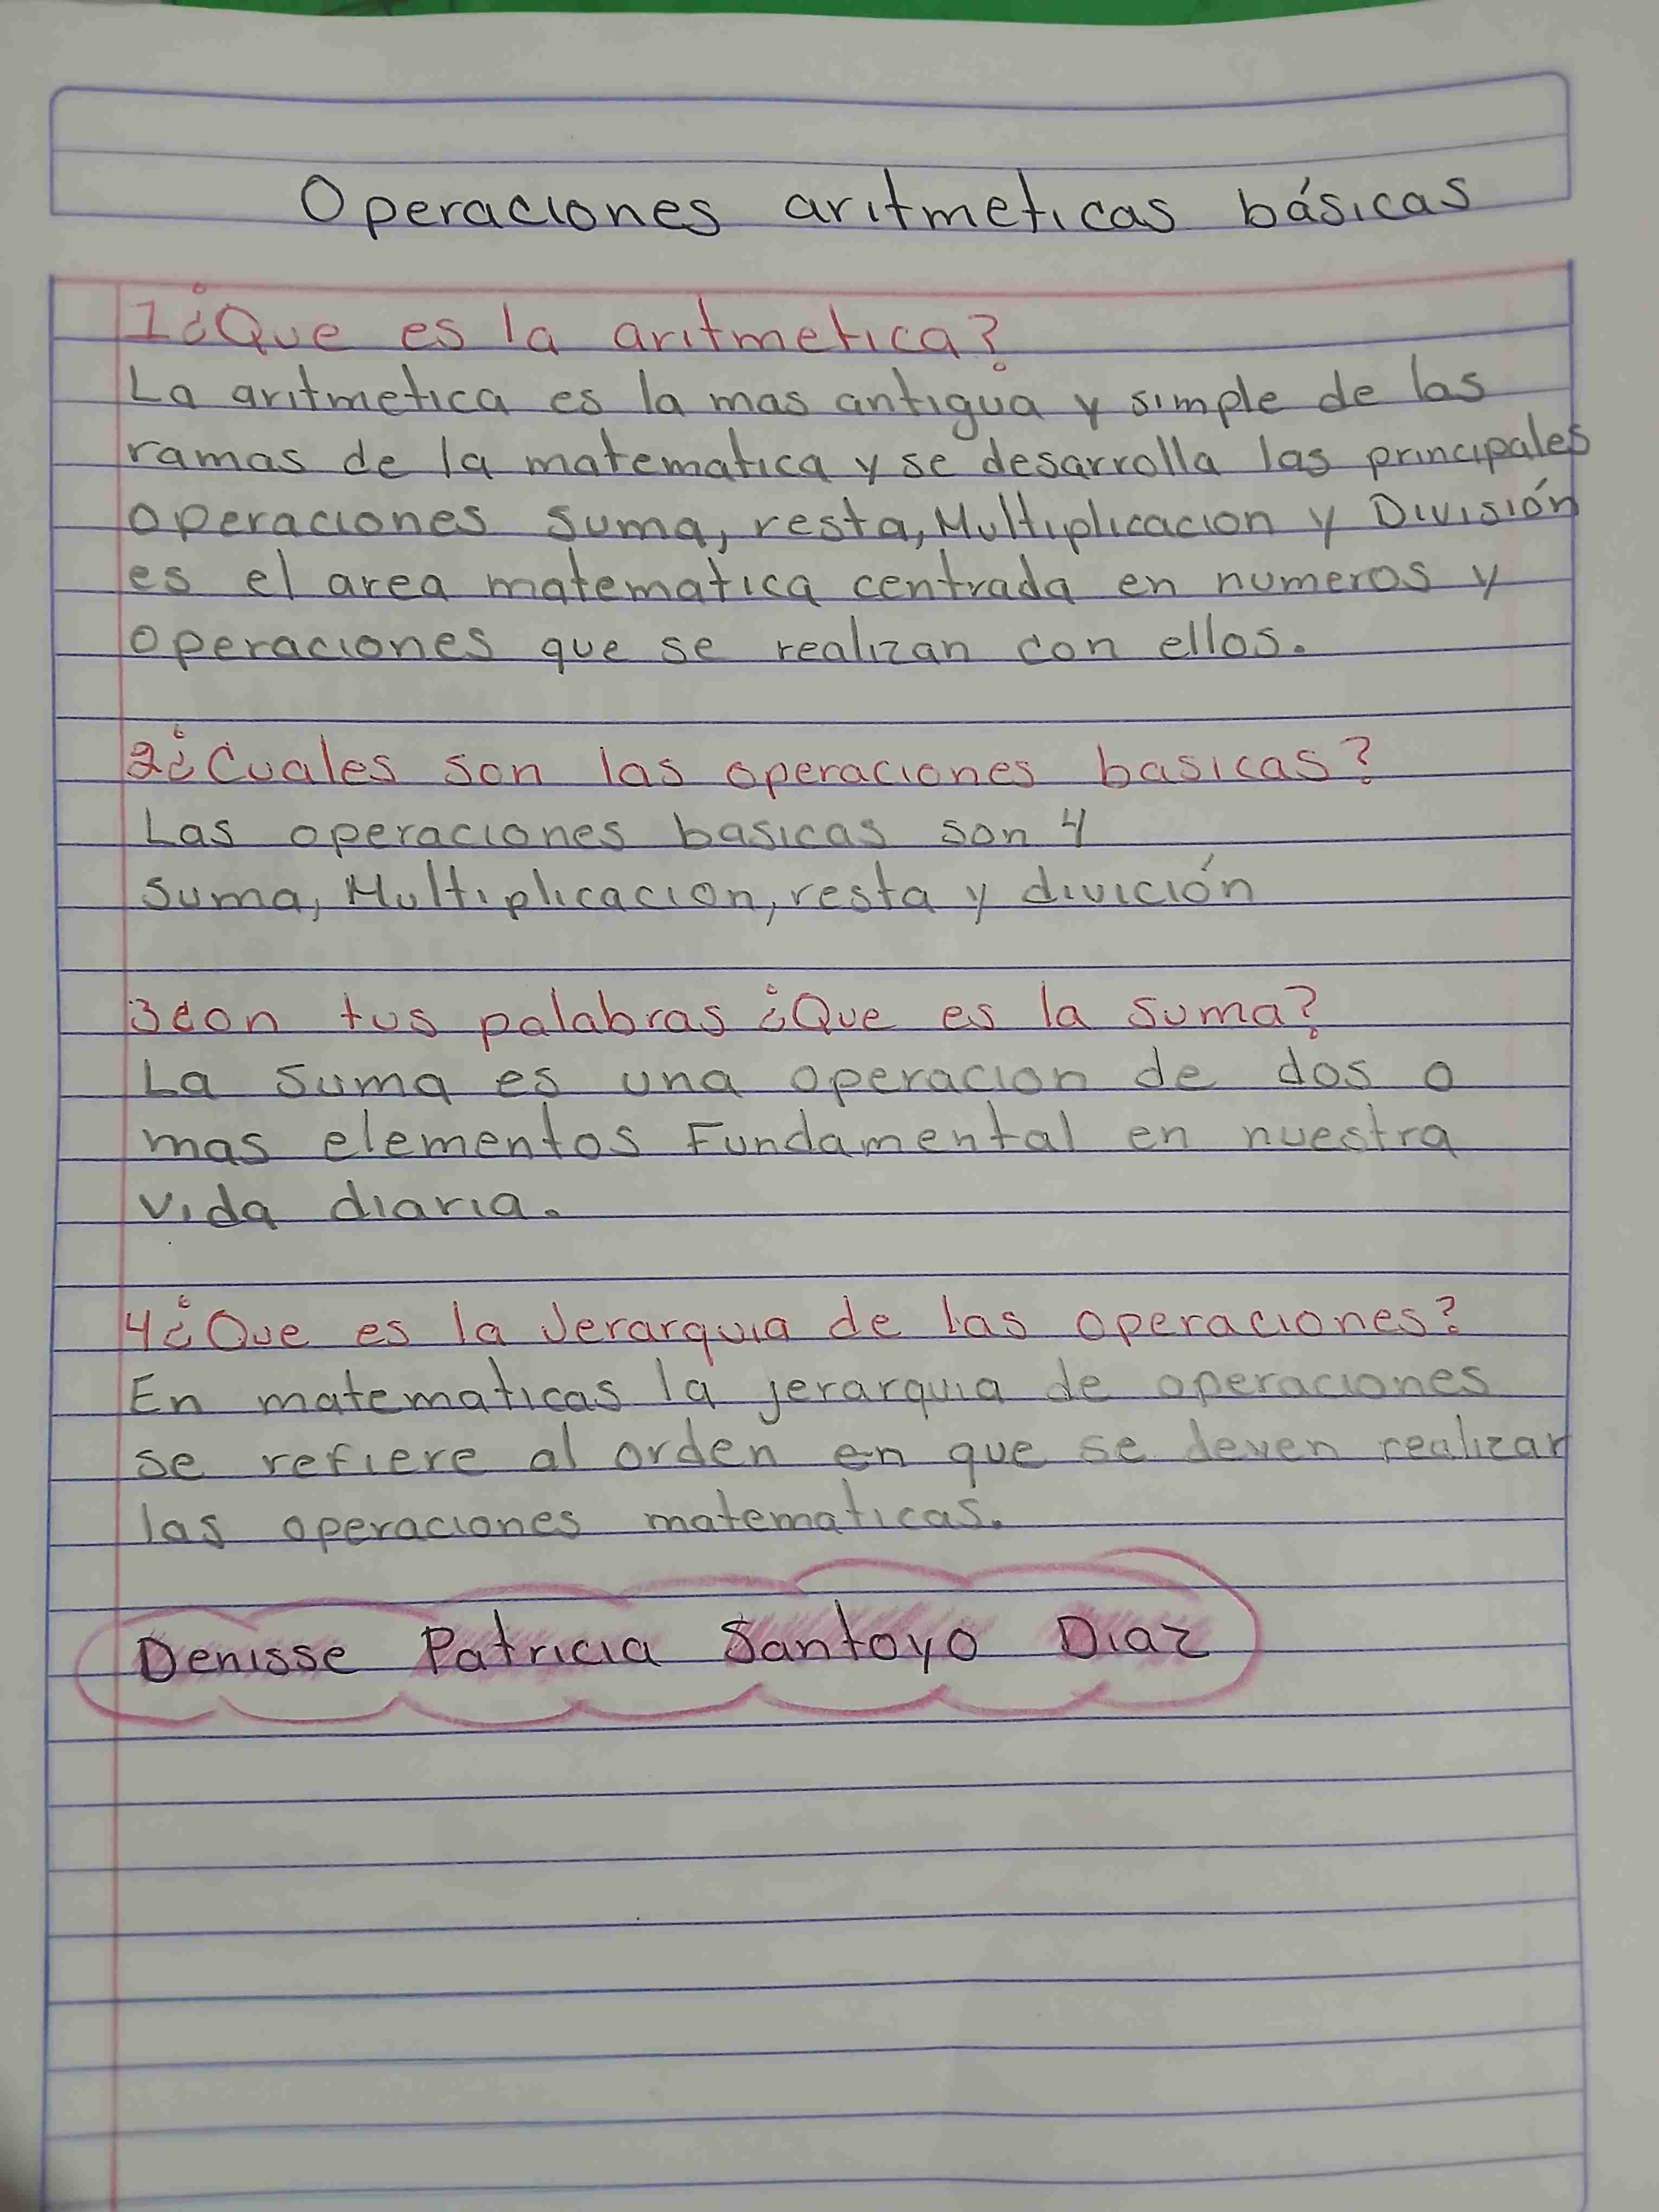 Operaciones aritmeticas básicas
1¿Que es la aritmetica?
La aritmetica es la mas antigua y simple de las
ramas de la matematica y se desarrolla las principales
operaciones suma, resta, Multiplicacion y División
es el area matematica centrada en numeros y
operaciones que se realizan con ellos.
2¿Cuales son las operaciones basicas?
Las operaciones basicas son 4
suma, Multiplicacion, resta y divición
3con tus palabras ¿Que es la suma?
La suma es una operacion de dos o
mas elementos Fundamental en nuestra
vida diaria.
4¿Que es la Jerarquia de las operaciones?
En matematicas la jerarquia de operaciones
se refiere al orden en que se deven realizar
las operaciones matematicas.
Denisse Patricia Santoyo Diaz